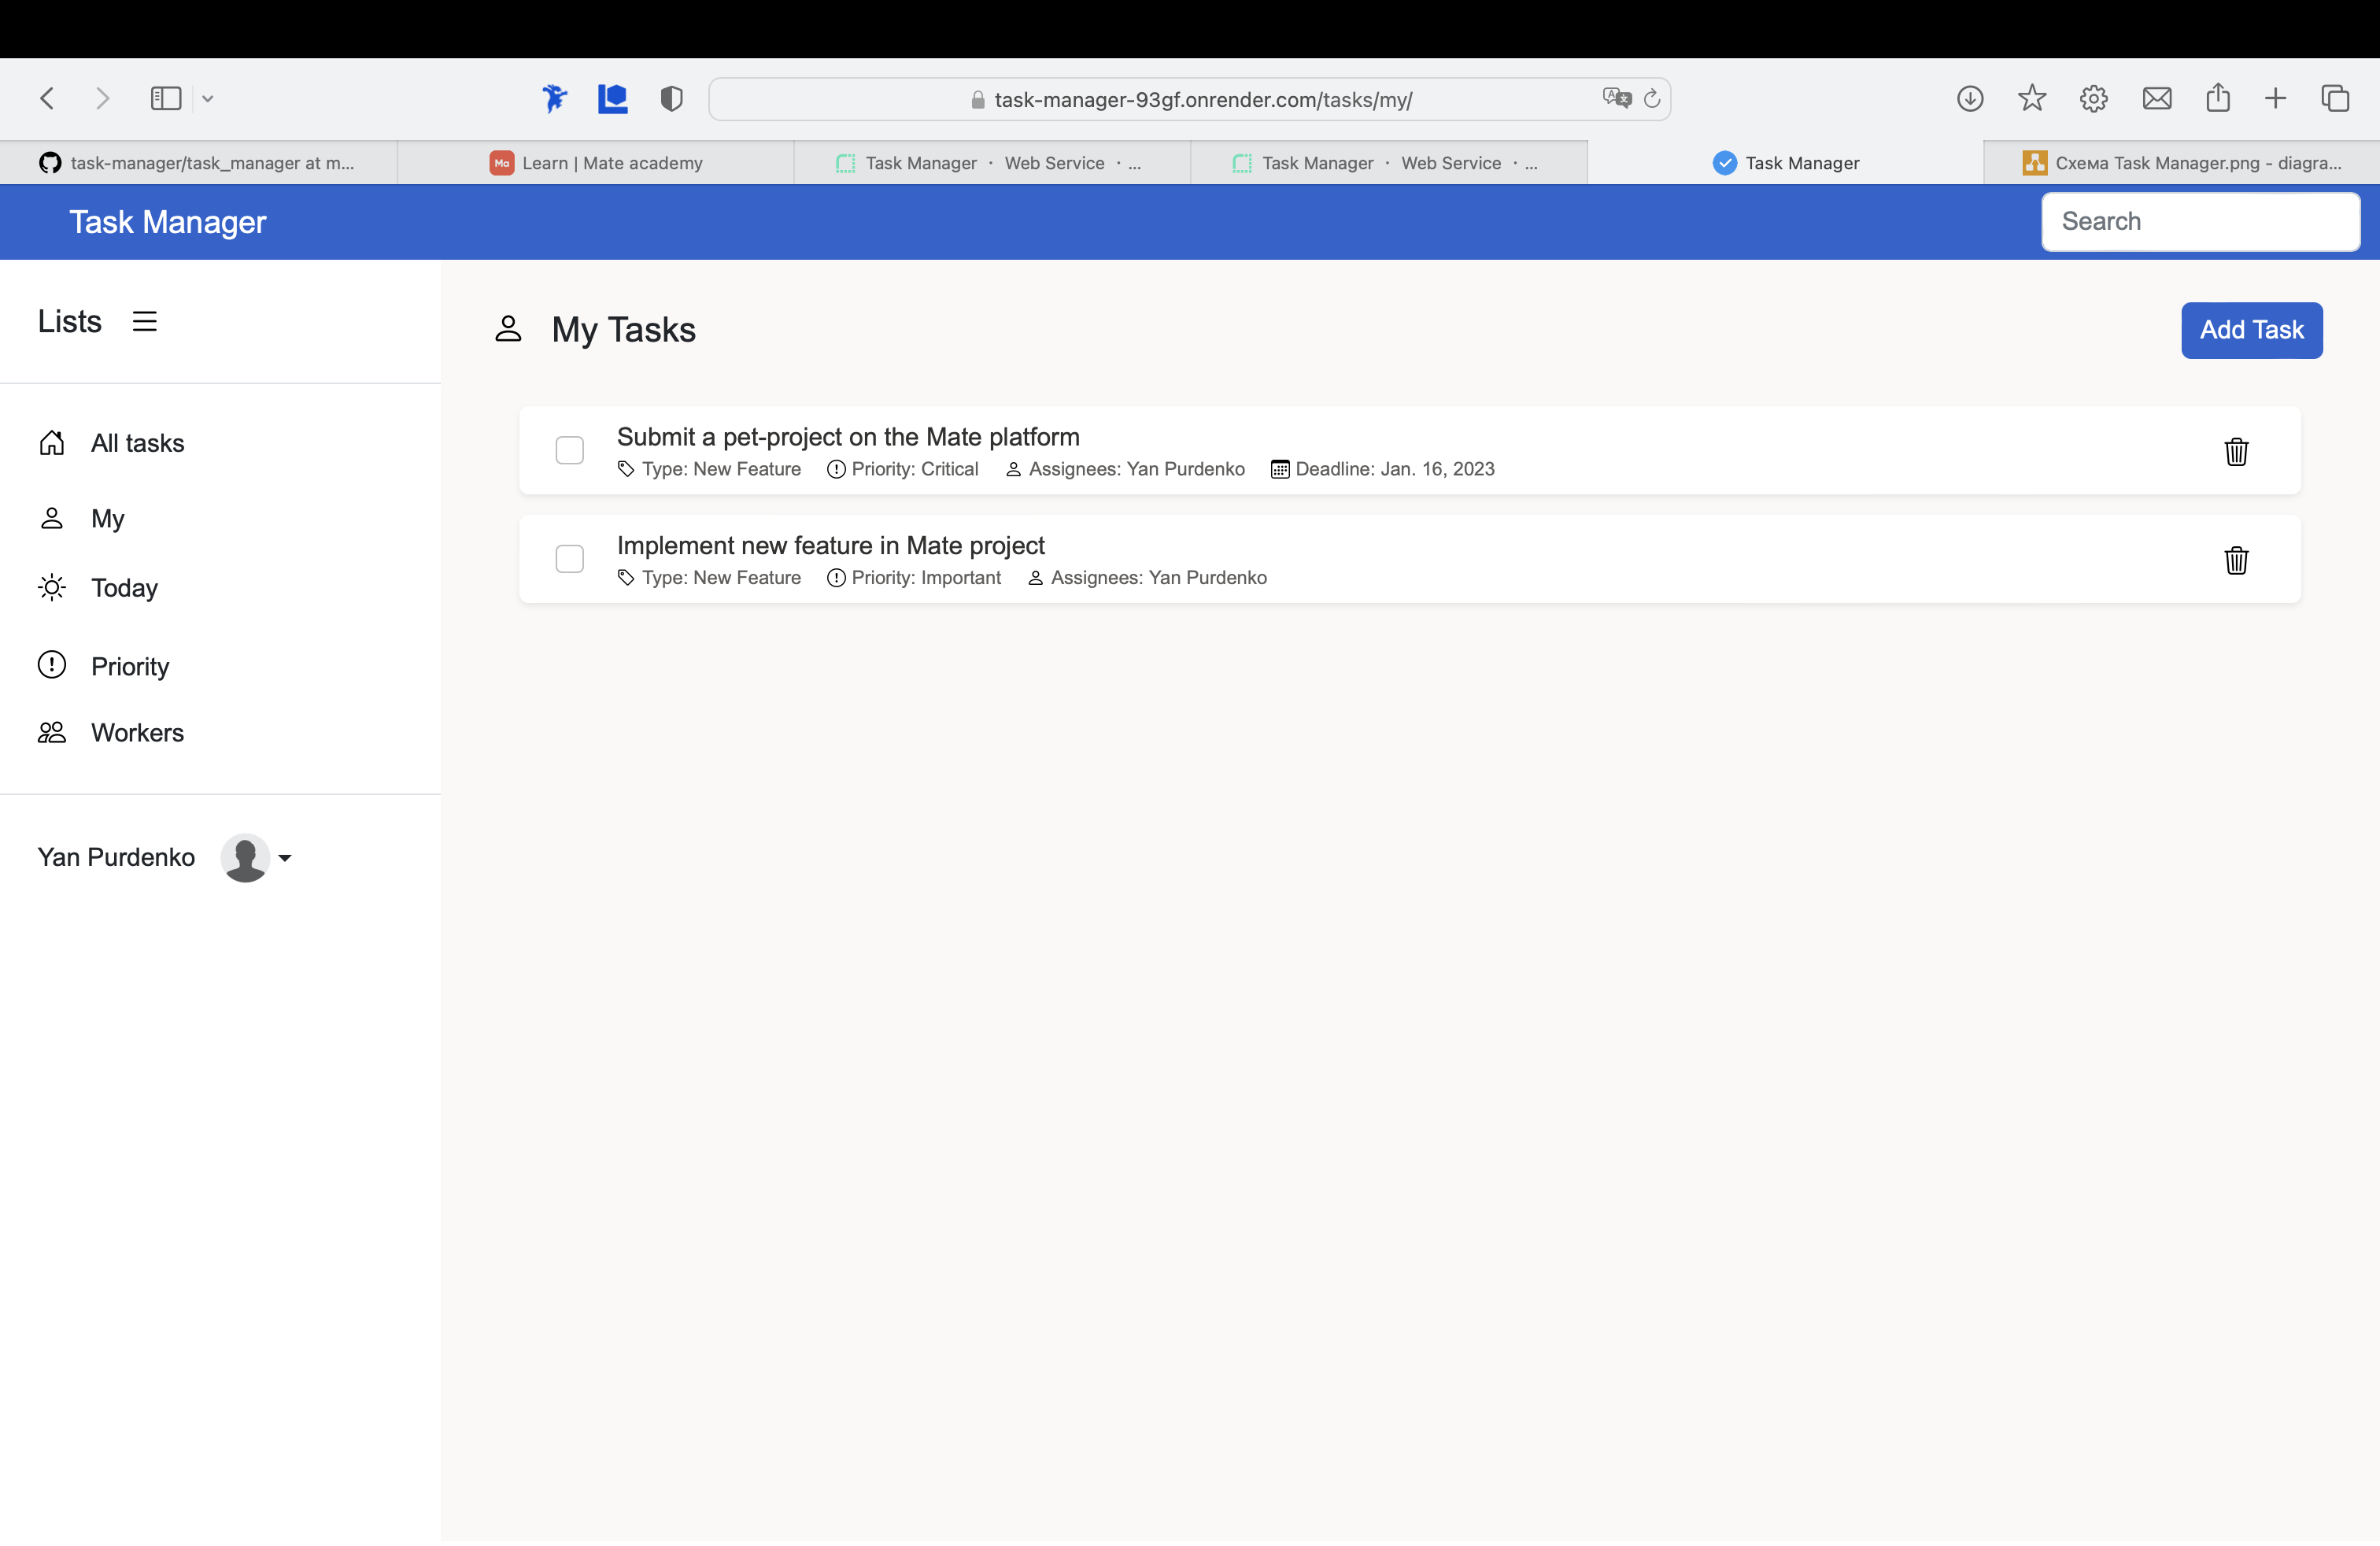 task-manager-93gf.onrender.com/tasks/my/
task-manager/task_manager at m...
Ma Learn | Mate academy
Task Manager · Web Service · ...
Task Manager · Web Service · ...
Task Manager
Схема Task Manager.png - diagra...
Task Manager
Search
Lists
My Tasks
Add Task
All tasks
My
Today
Priority
Workers
Yan Purdenko
Submit a pet-project on the Mate platform
Type: New Feature Priority: Critical Assignees: Yan Purdenko Deadline: Jan. 16, 2023
Implement new feature in Mate project
Type: New Feature Priority: Important Assignees: Yan Purdenko